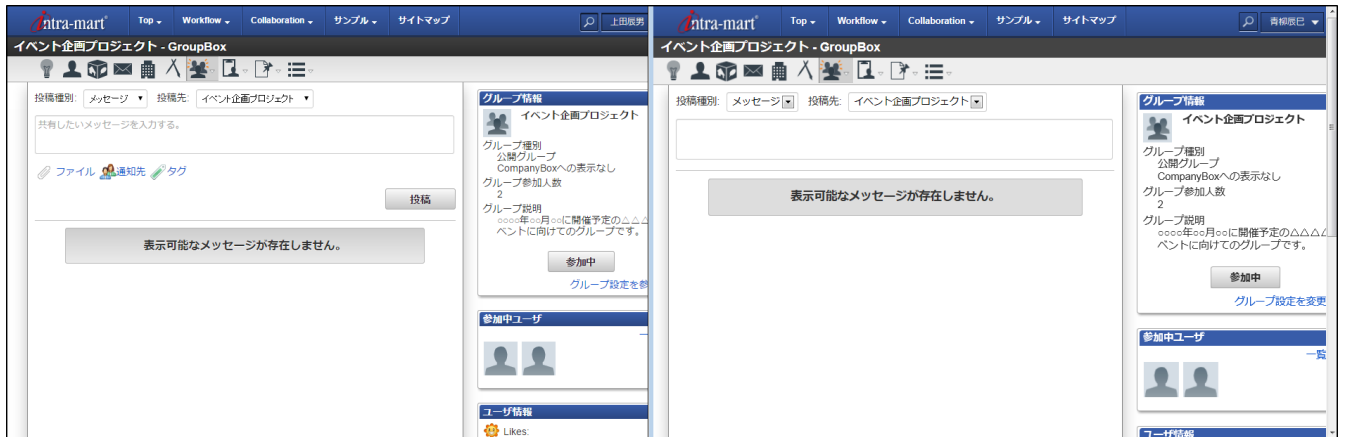 intra-mart Top Workflow Collaboration サンプル サイトマップ 上田辰男
イベント企画プロジェクト - GroupBox
投稿種別: メッセージ 投稿先: イベント企画プロジェクト
共有したいメッセージを入力する。
ファイル 通知先 タグ
投稿
表示可能なメッセージが存在しません。
グループ情報
イベント企画プロジェクト
グループ種別
公開グループ
CompanyBoxへの表示なし
グループ参加人数
2
グループ説明
○○○○年○○月○○に開催予定の△△△
ベントに向けてのグループです。
参加中
グループ設定を参
参加中ユーザ
一
ユーザ情報
Likes:
intra-mart Top Workflow Collaboration サンプル サイトマップ 青柳辰巳
イベント企画プロジェクト - GroupBox
投稿種別: メッセージ 投稿先: イベント企画プロジェクト
表示可能なメッセージが存在しません。
グループ情報
イベント企画プロジェクト
グループ種別
公開グループ
CompanyBoxへの表示なし
グループ参加人数
2
グループ説明
○○○○年○○月○○に開催予定の△△△△
ベントに向けてのグループです。
参加中
グループ設定を変更
参加中ユーザ
一覧
ユーザ情報